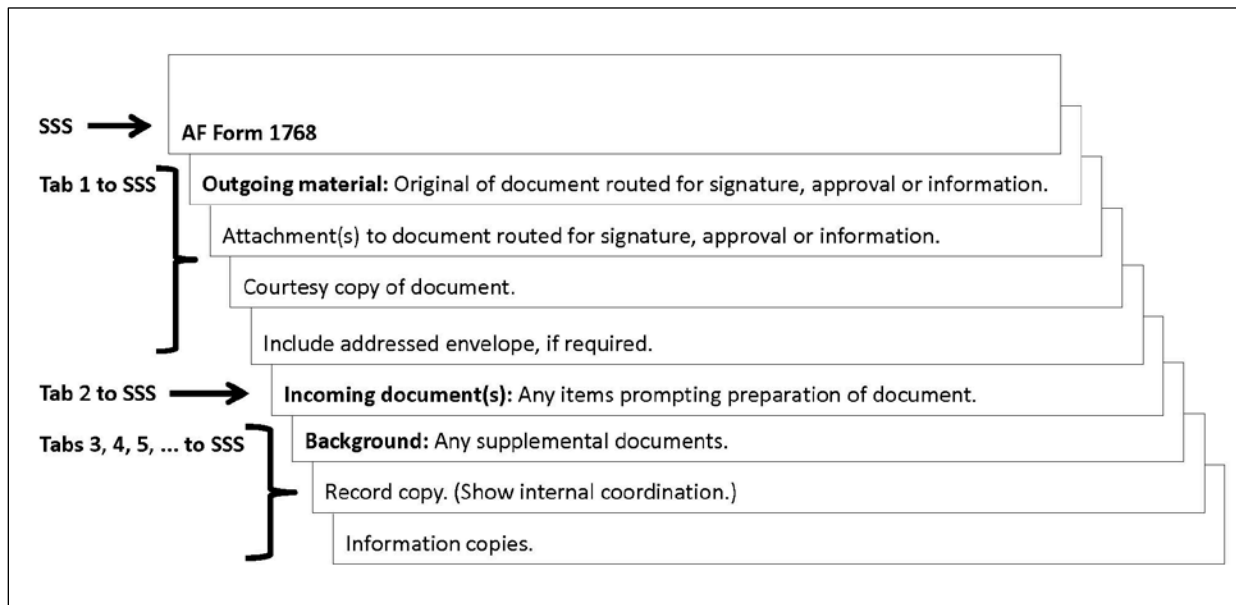 SSS
AF Form 1768
Tab 1 to SSS
Outgoing material: Original of document routed for signature, approval or information.
Attachment(s) to document routed for signature, approval or information.
Courtesy copy of document.
Include addressed envelope, if required.
Tab 2 to SSS
Incoming document(s): Any items prompting preparation of document.
Tabs 3, 4, 5, ... to SSS
Background: Any supplemental documents.
Record copy. (Show internal coordination.)
Information copies.